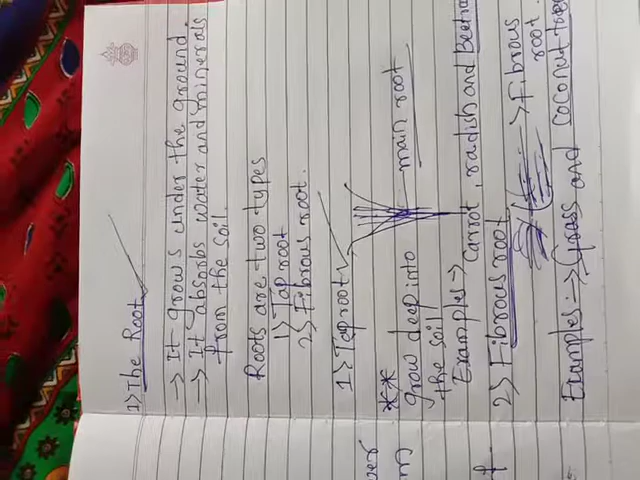 1) The Root
→ It grows under the ground.
→ It absorbs water and minerals
from the soil.
Roots are two types
1) Tap root
2) Fibrous root.
1) Tap root
main root
** grow deep into
the soil
Examples → Carrot, radish and Beetroot
2) Fibrous root → Fibrous
root.
Examples :→ Grass and coconut tree